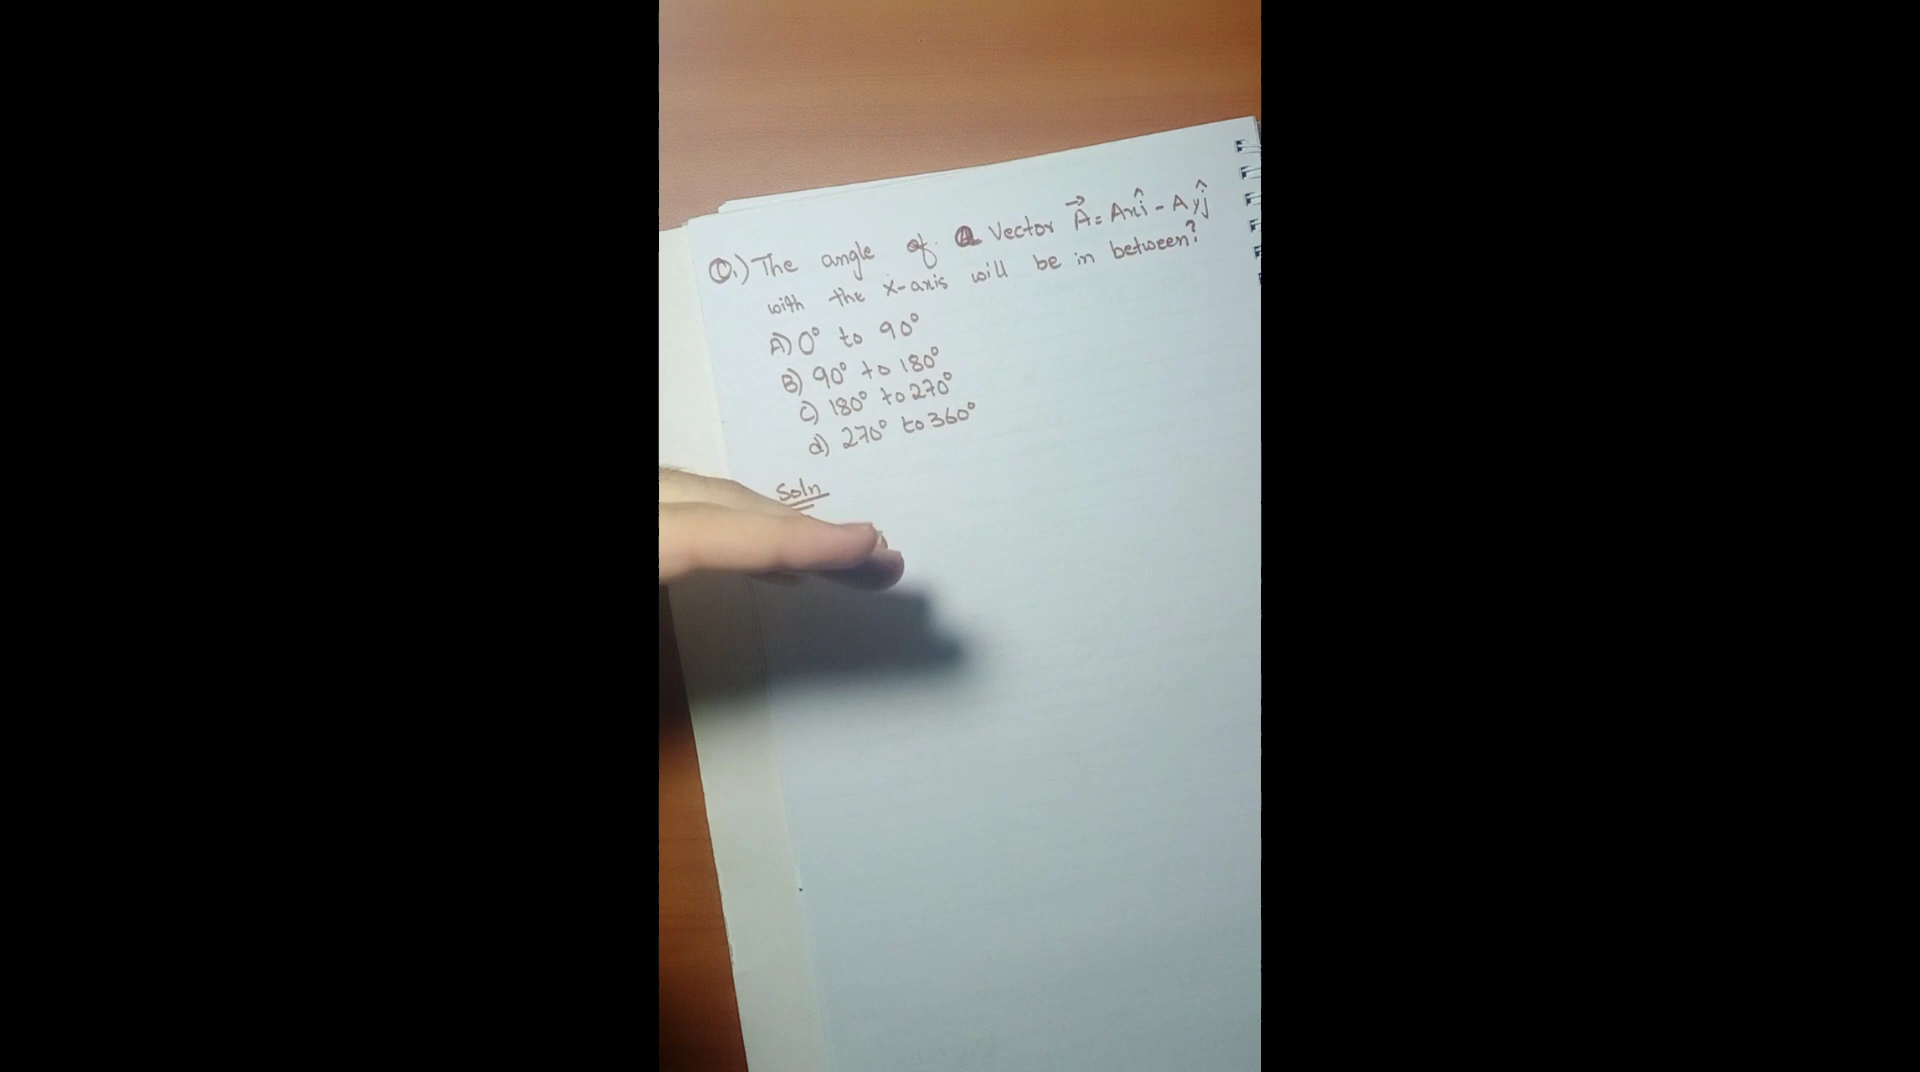 Q.) The angle of a Vector A⃗ = Axî - Ayĵ
with the x-axis will be in between?
A) 0° to 90°
B) 90° to 180°
C) 180° to 270°
d) 270° to 360°
Soln